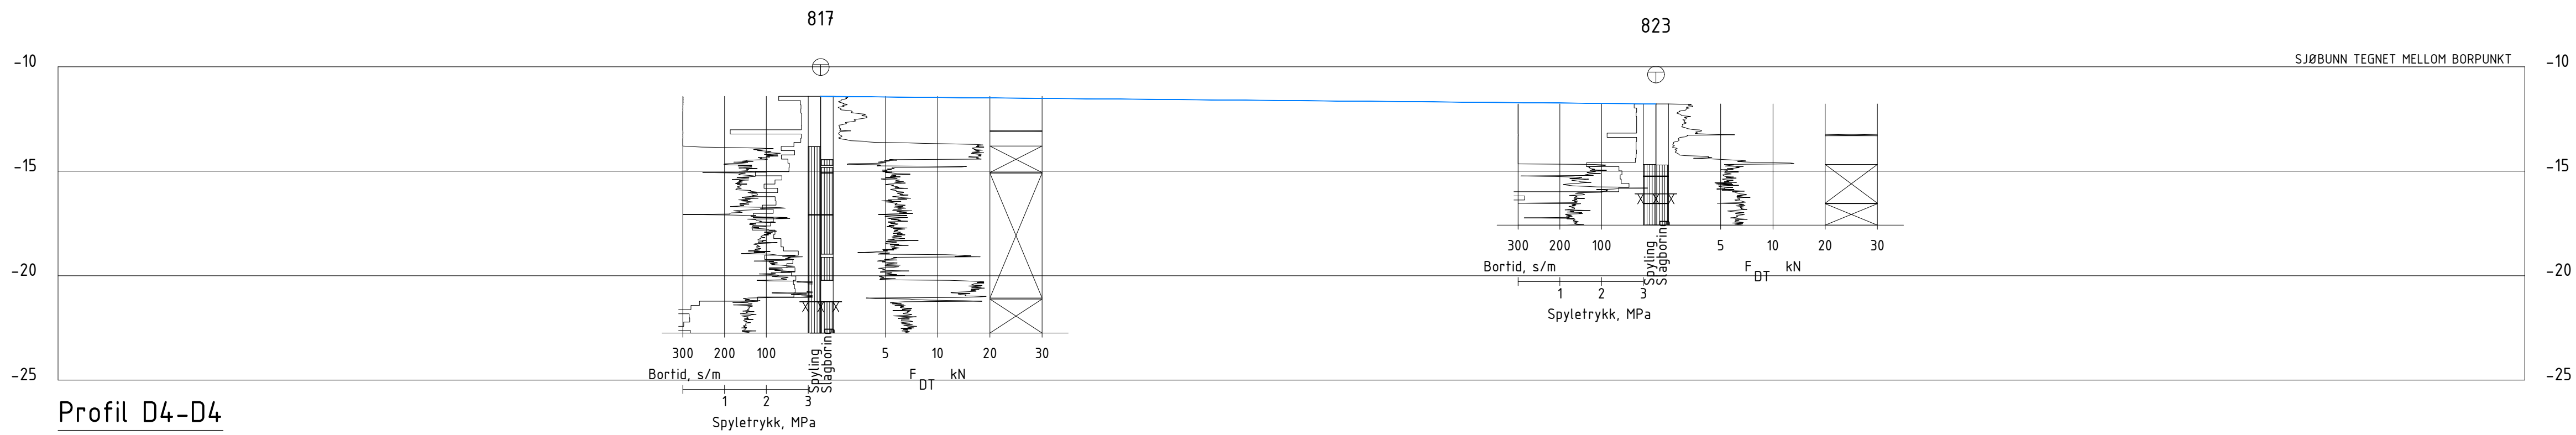 817
823
-10
SJØBUNN TEGNET MELLOM BORPUNKT
-10
-15
-15
300 200 100
5 10 20 30
Bortid, s/m
Spyling
Slagboring
F DT kN
1 2 3
Spyletrykk, MPa
-20
-20
300 200 100
5 10 20 30
Bortid, s/m
Spyling
Slagboring
F DT kN
1 2 3
Spyletrykk, MPa
-25
-25
Profil D4-D4